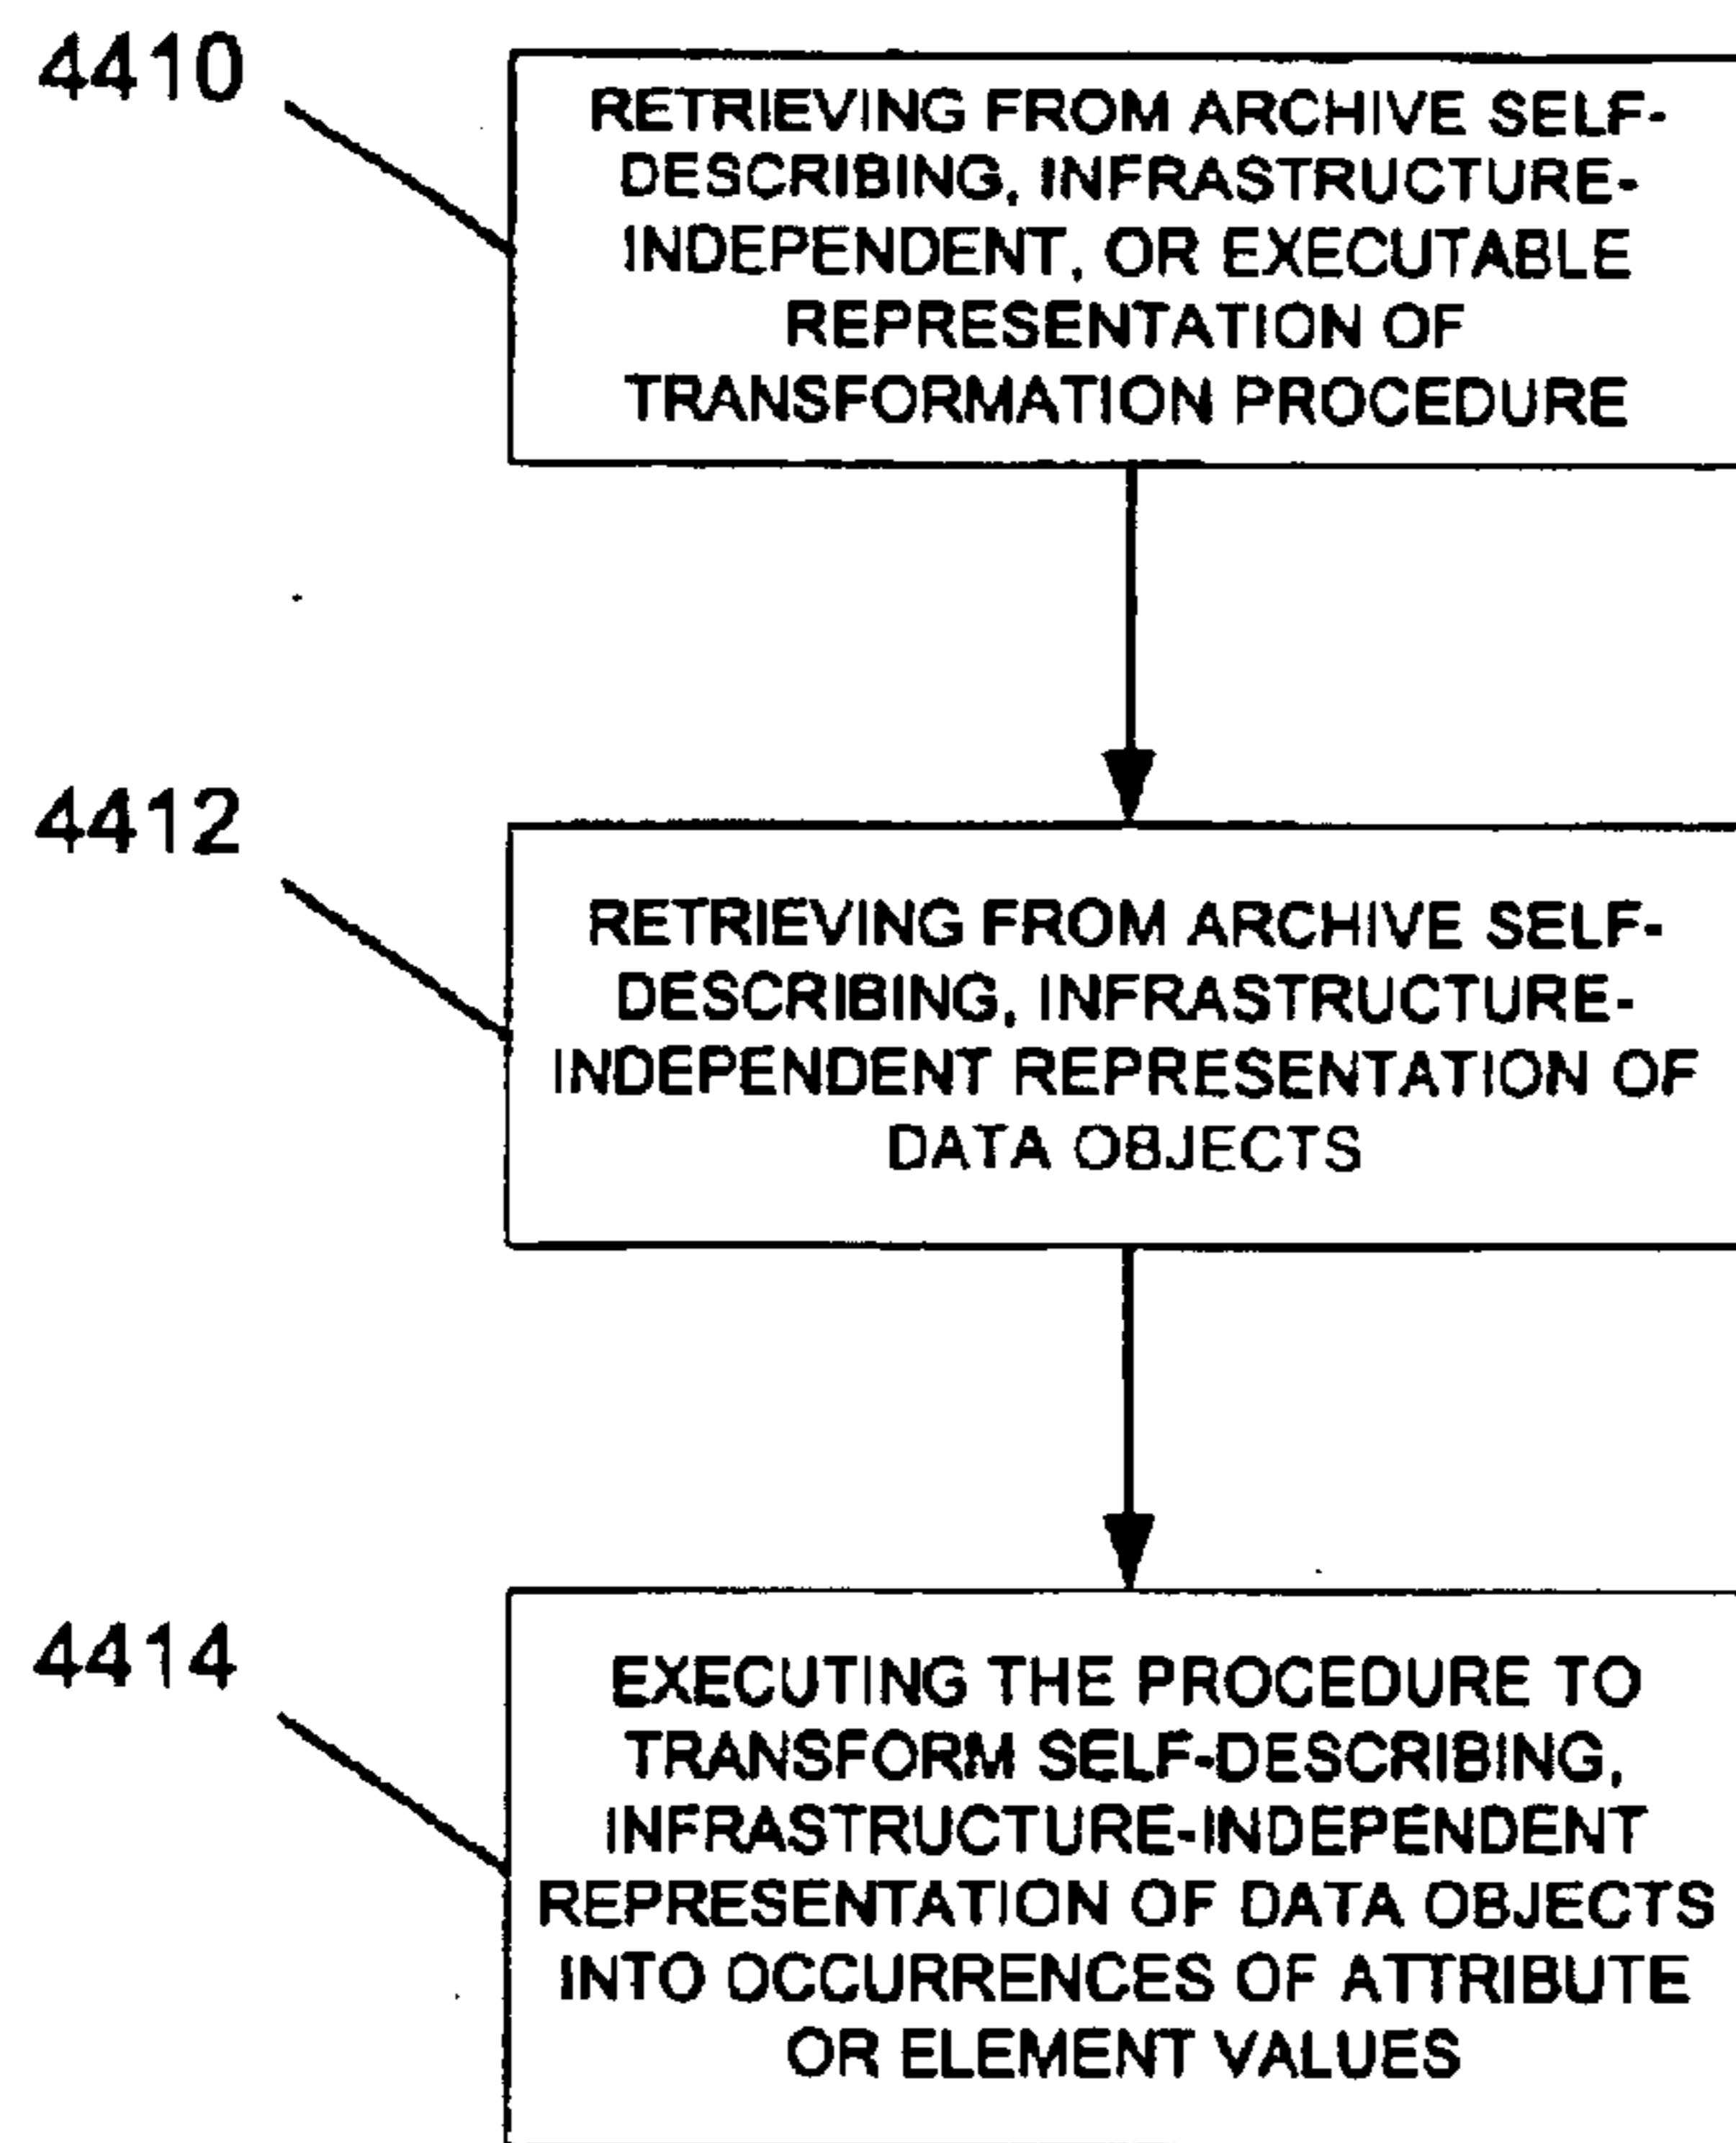 4410
RETRIEVING FROM ARCHIVE SELF-
DESCRIBING, INFRASTRUCTURE-
INDEPENDENT, OR EXECUTABLE
REPRESENTATION OF
TRANSFORMATION PROCEDURE
4412
RETRIEVING FROM ARCHIVE SELF-
DESCRIBING, INFRASTRUCTURE-
INDEPENDENT REPRESENTATION OF
DATA OBJECTS
4414
EXECUTING THE PROCEDURE TO
TRANSFORM SELF-DESCRIBING,
INFRASTRUCTURE-INDEPENDENT
REPRESENTATION OF DATA OBJECTS
INTO OCCURRENCES OF ATTRIBUTE
OR ELEMENT VALUES